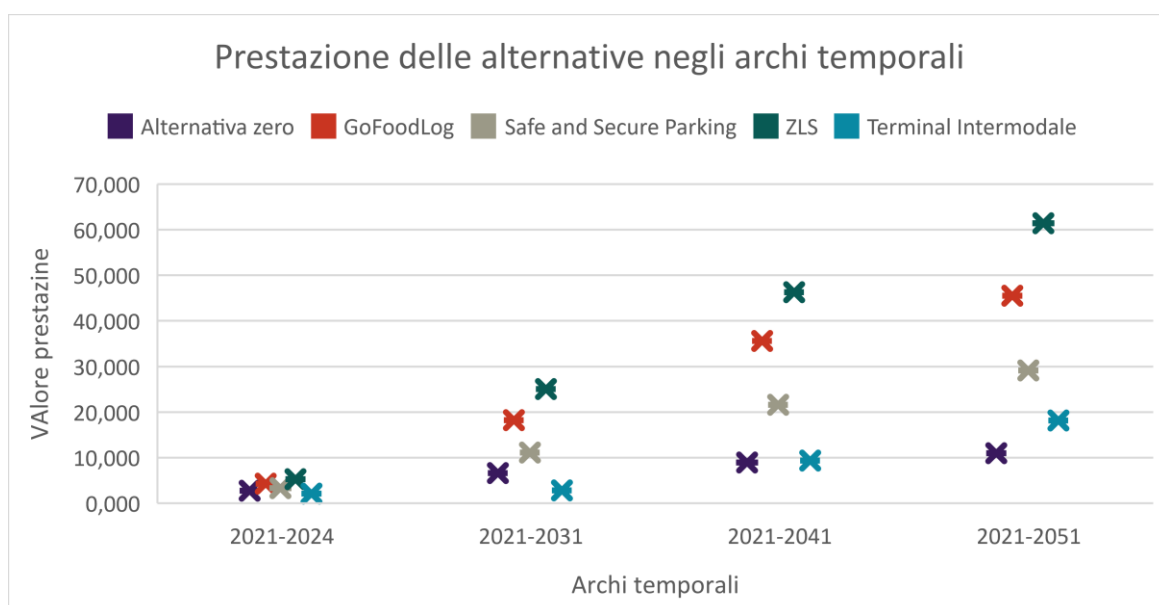 Prestazione delle alternative negli archi temporali
Alternativa zero GoFoodLog Safe and Secure Parking ZLS Terminal Intermodale
70,000
60,000
50,000
40,000
30,000
20,000
10,000
0,000
VAlore prestazine
2021-2024 2021-2031 2021-2041 2021-2051
Archi temporali